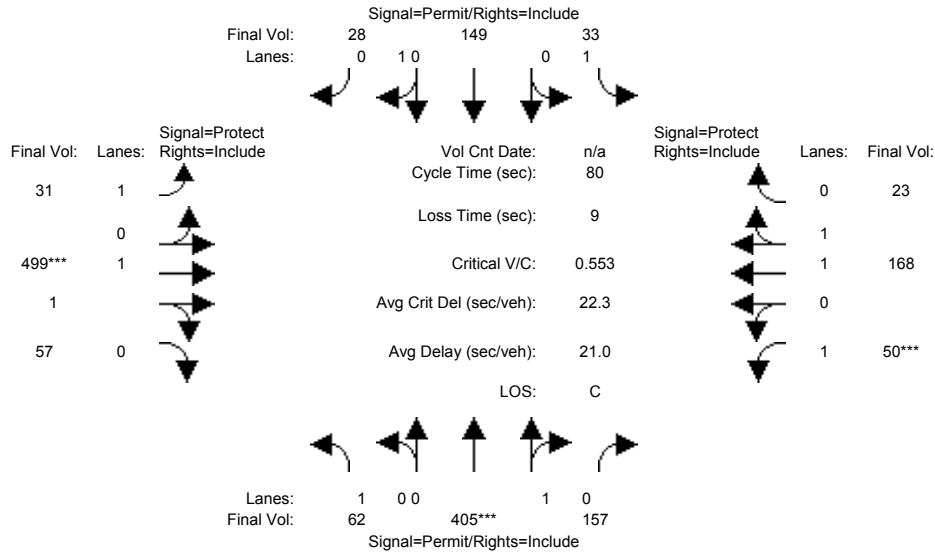 Signal=Permit/Rights=Include
Final Vol: 28 149 33
Lanes: 0 1 0 0 1
Signal=Protect
Final Vol: Lanes: Rights=Include
Vol Cnt Date: n/a
Signal=Protect
Rights=Include Lanes: Final Vol:
Cycle Time (sec): 80
31 1
0 23
Loss Time (sec): 9
0
1
499*** 1
Critical V/C: 0.553
1 168
1
Avg Crit Del (sec/veh): 22.3
0
57 0
Avg Delay (sec/veh): 21.0
1 50***
LOS: C
Lanes: 1 0 0 1 0
Final Vol: 62 405*** 157
Signal=Permit/Rights=Include